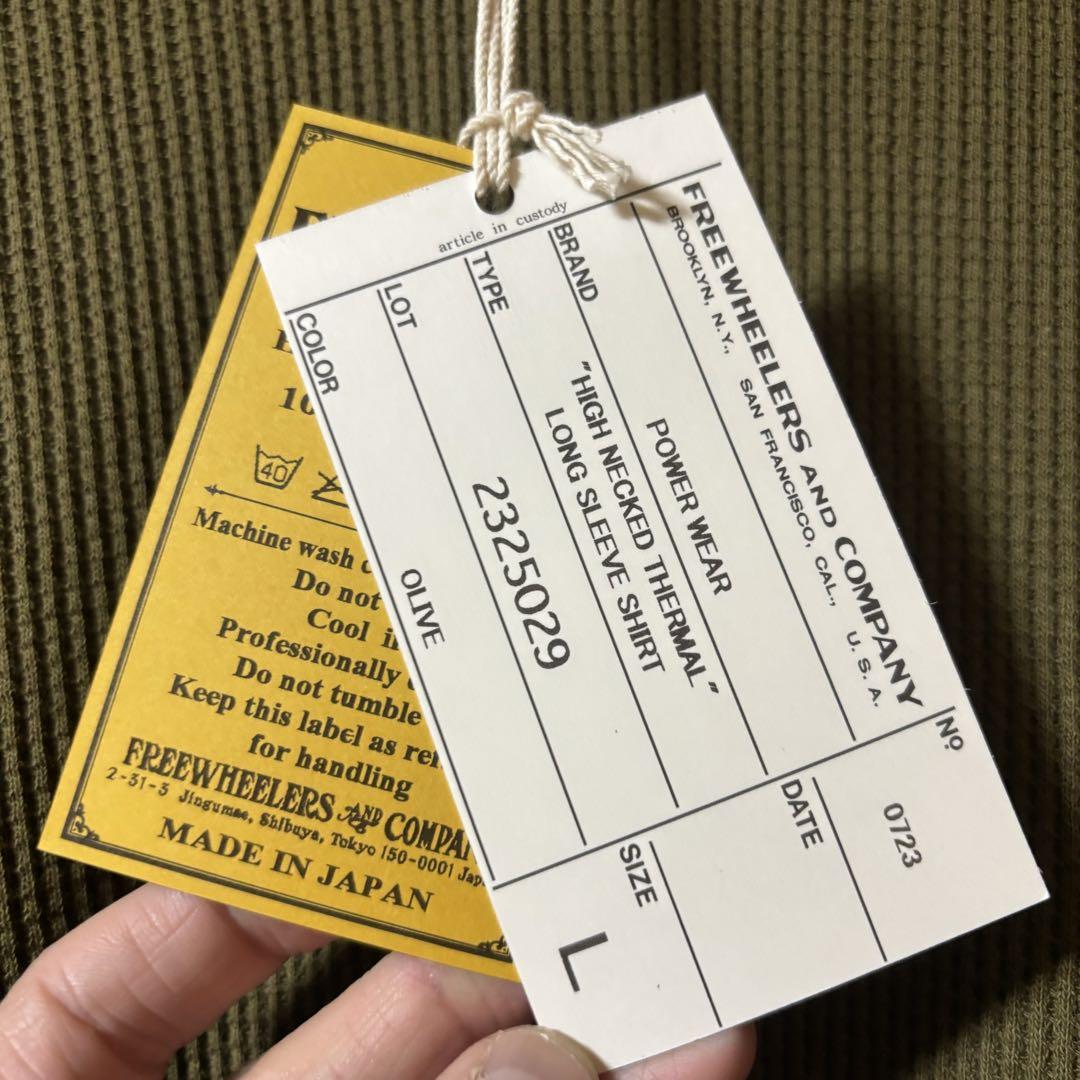 article in custody
FREEWHEELERS AND COMPANY
BROOKLYN, N.Y., SAN FRANCISCO, CAL., U.S.A.
BRAND
POWER WEAR
TYPE
"HIGH NECKED THERMAL"
LONG SLEEVE SHIRT
LOT
2325029
COLOR
OLIVE
No
0723
DATE
SIZE
L
10
40
Machine wash
Do not
Cool
Professionally
Do not tumble
Keep this label as
for handling
FREEWHEELERS AND
2-31-3 Jingumae, Shibuya, Tokyo 150-0001
MADE IN JAPAN